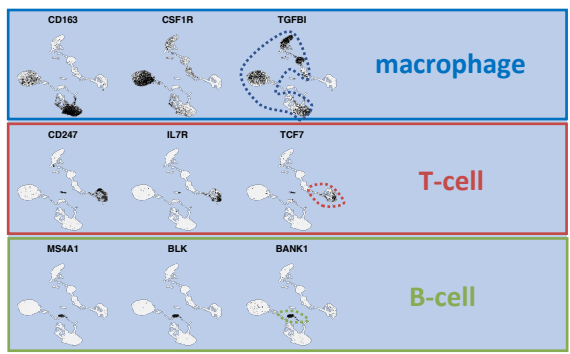 CD163 CSF1R TGFBI
macrophage
CD247 IL7R TCF7
T-cell
MS4A1 BLK BANK1
B-cell